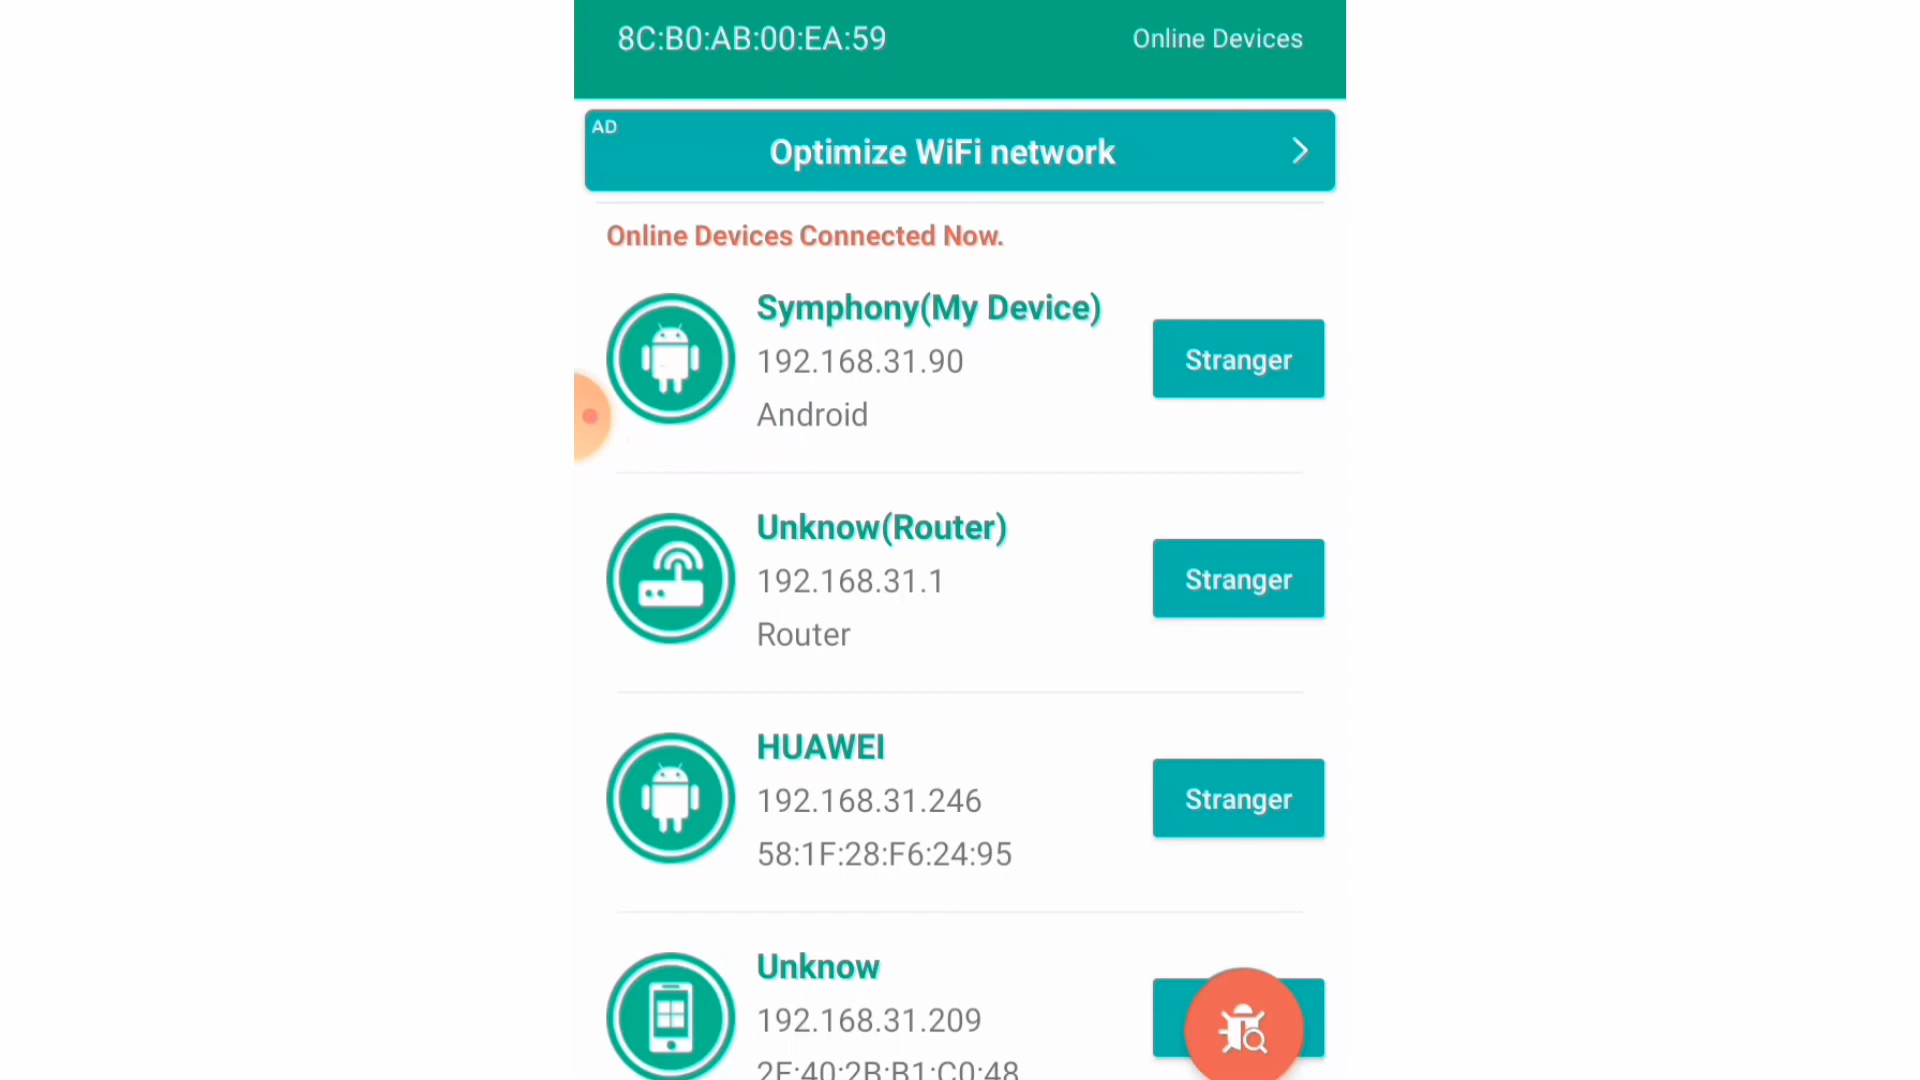 8C:B0:AB:00:EA:59 Online Devices
AD
Optimize WiFi network
Online Devices Connected Now.
Symphony(My Device)
192.168.31.90
Android
Stranger
Unknow(Router)
192.168.31.1
Router
Stranger
HUAWEI
192.168.31.246
58:1F:28:F6:24:95
Stranger
Unknow
192.168.31.209